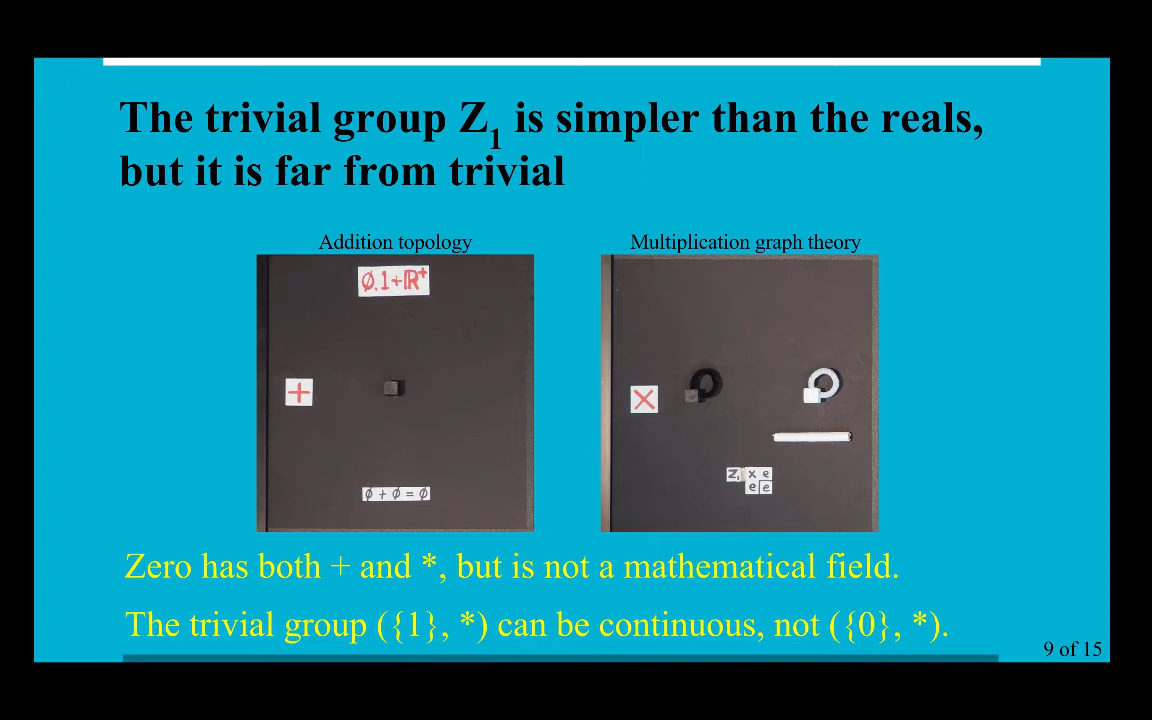 The trivial group Z₁ is simpler than the reals,
but it is far from trivial
Addition topology
Multiplication graph theory
Ø.1+ℝ⁺
+
Ø + Ø = Ø
×
Z₁ × e
e e
Zero has both + and *, but is not a mathematical field.
The trivial group ({1}, *) can be continuous, not ({0}, *).
9 of 15